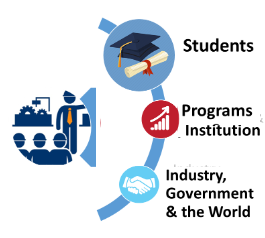 Students
Programs
Institution
Industry,
Government
& the World